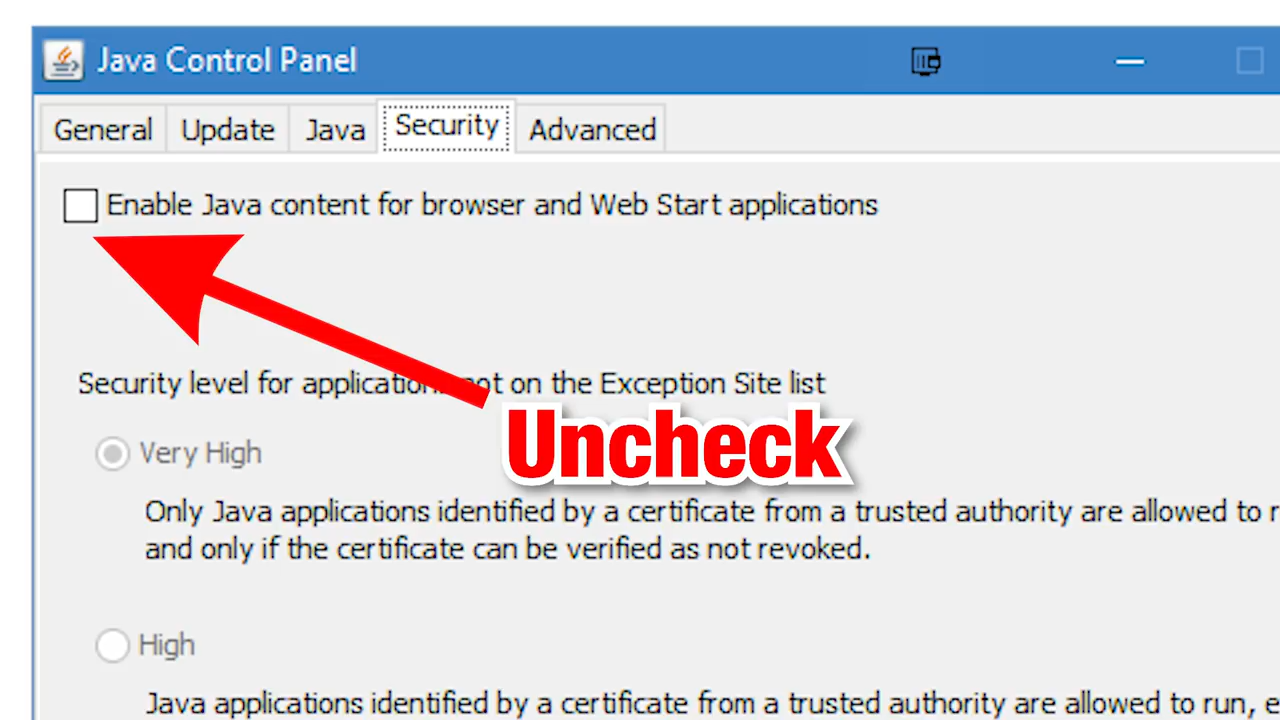 Java Control Panel
General Update Java Security Advanced
Enable Java content for browser and Web Start applications
Security level for application not on the Exception Site list
Uncheck
Very High
Only Java applications identified by a certificate from a trusted authority are allowed to r
and only if the certificate can be verified as not revoked.
High
Java applications identified by a certificate from a trusted authority are allowed to run, e